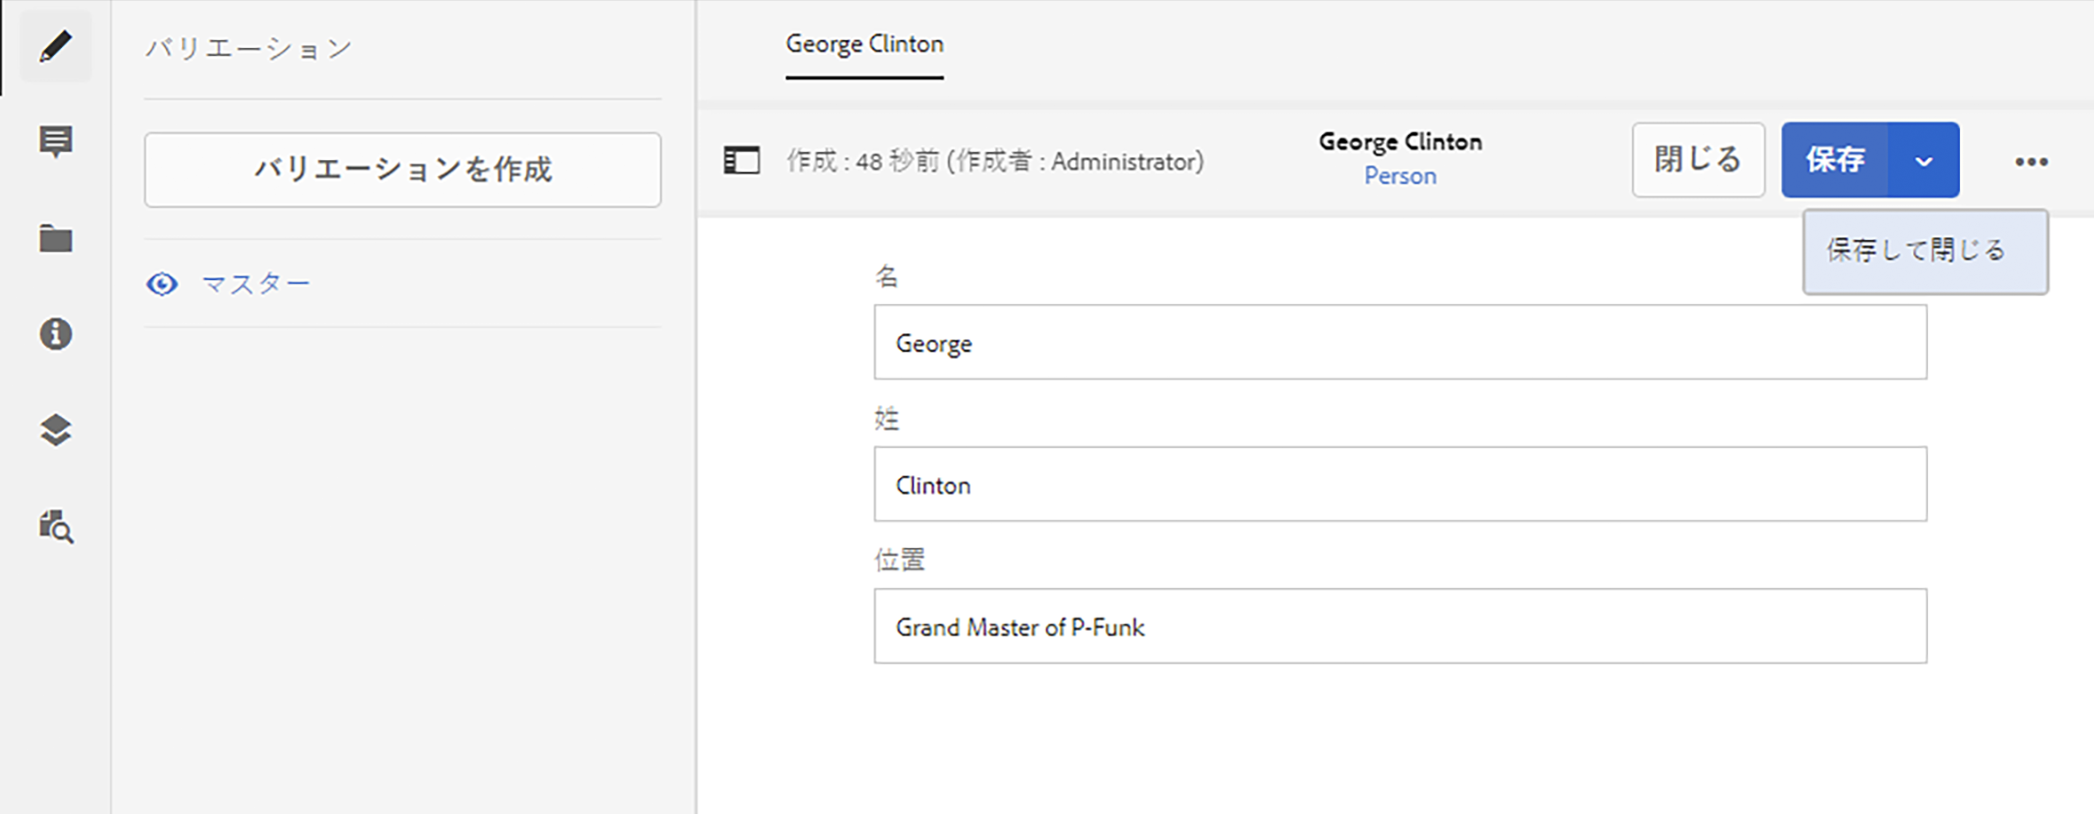 バリエーション
バリエーションを作成
マスター
George Clinton
作成 : 48 秒前 (作成者 : Administrator)
George Clinton
Person
閉じる
保存
保存して閉じる
名
George
姓
Clinton
位置
Grand Master of P-Funk